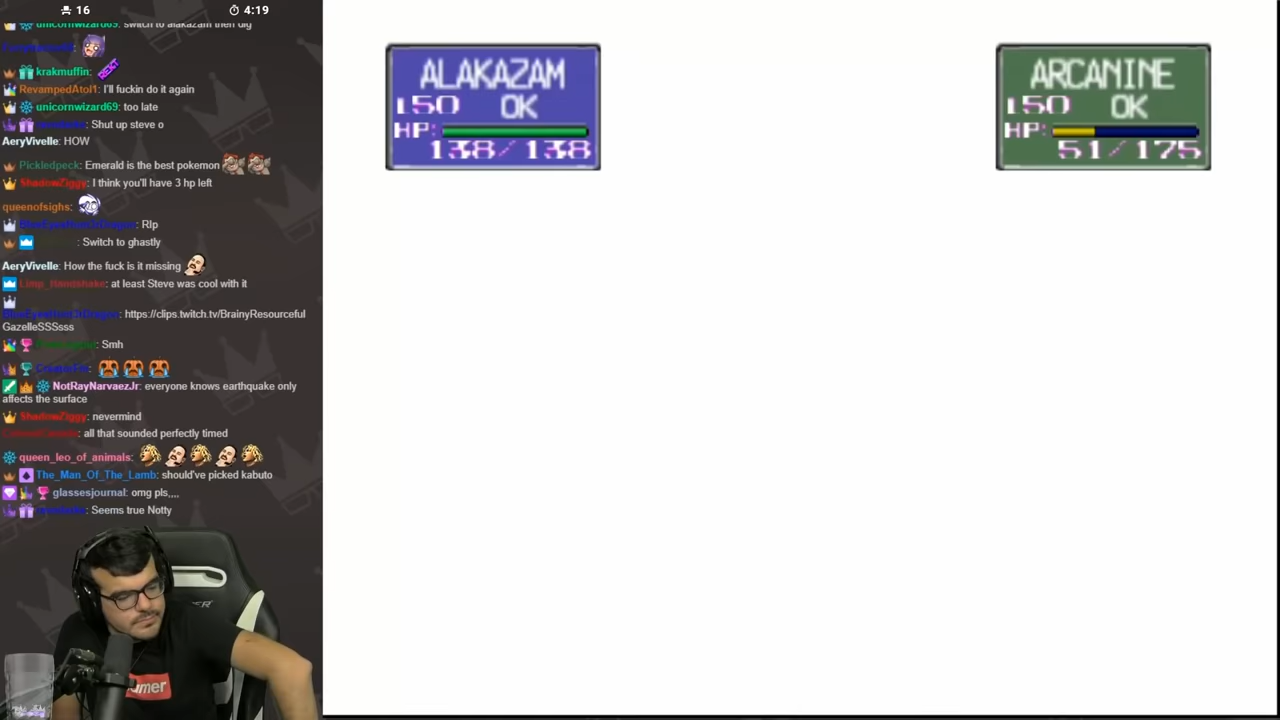 16
4:19
unicornwizard69: switch to alakazam then dig
krakmuffin:
RevampedAtol1: I'll fuckin do it again
unicornwizard69: too late
: Shut up steve o
AeryVivelle: HOW
Pickledpeck: Emerald is the best pokemon
ShadowZiggy: I think you'll have 3 hp left
queenofsighs:
: RIp
: Switch to ghastly
AeryVivelle: How the fuck is it missing
Limp_Handshake: at least Steve was cool with it
: https://clips.twitch.tv/BrainyResourceful
GazelleSSSsss
: Smh
NotRayNarvaezJr: everyone knows earthquake only
affects the surface
ShadowZiggy: nevermind
: all that sounded perfectly timed
queen_leo_of_animals:
The_Man_Of_The_Lamb: should've picked kabuto
glassesjournal: omg pls,,,,
: Seems true Notty
ALAKAZAM
L50 OK
HP:
138/138
ARCANINE
L50 OK
HP:
51/175